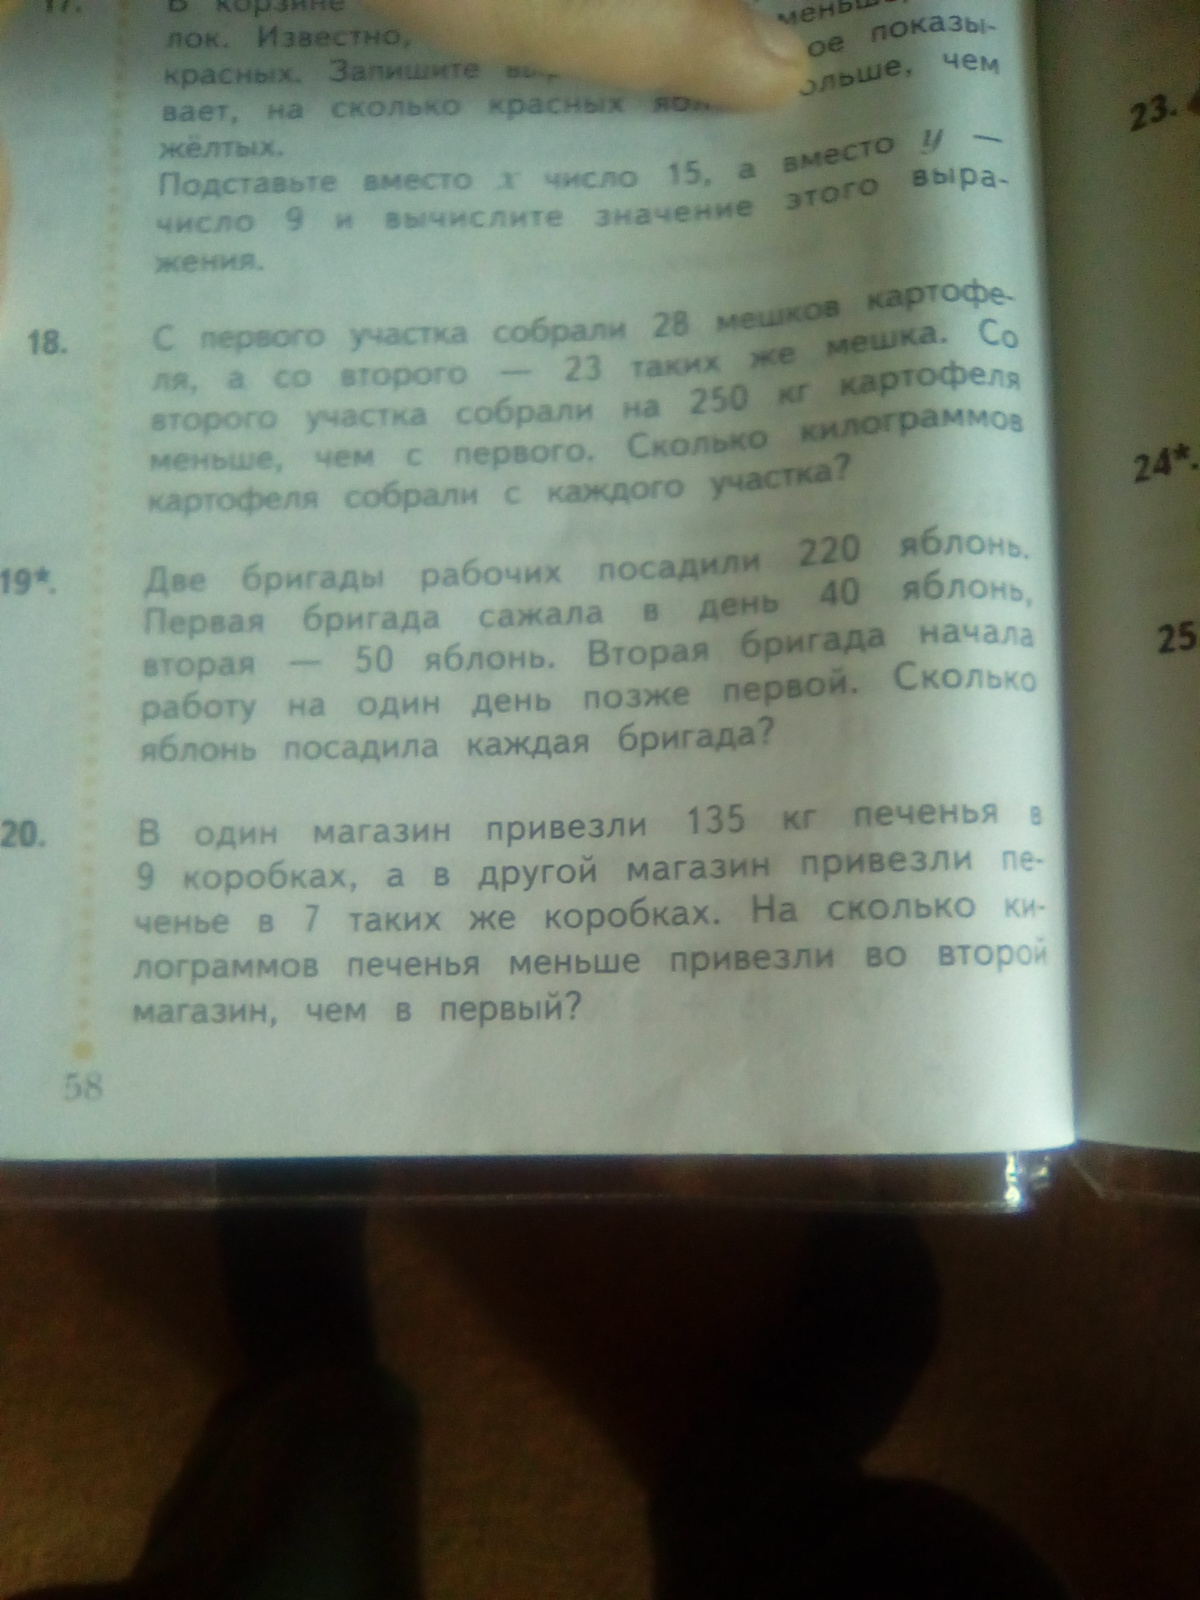 17. В корзине
лок. Известно, меньше,
красных. Запишите ое показы-
вает, на сколько красных ябл больше, чем
жёлтых.
Подставьте вместо x число 15, а вместо y —
число 9 и вычислите значение этого выра-
жения.
18. С первого участка собрали 28 мешков картофе-
ля, а со второго — 23 таких же мешка. Со
второго участка собрали на 250 кг картофеля
меньше, чем с первого. Сколько килограммов
картофеля собрали с каждого участка?
19*. Две бригады рабочих посадили 220 яблонь.
Первая бригада сажала в день 40 яблонь,
вторая — 50 яблонь. Вторая бригада начала
работу на один день позже первой. Сколько
яблонь посадила каждая бригада?
20. В один магазин привезли 135 кг печенья в
9 коробках, а в другой магазин привезли пе-
ченье в 7 таких же коробках. На сколько ки-
лограммов печенья меньше привезли во второй
магазин, чем в первый?
58
23.
24*.
25